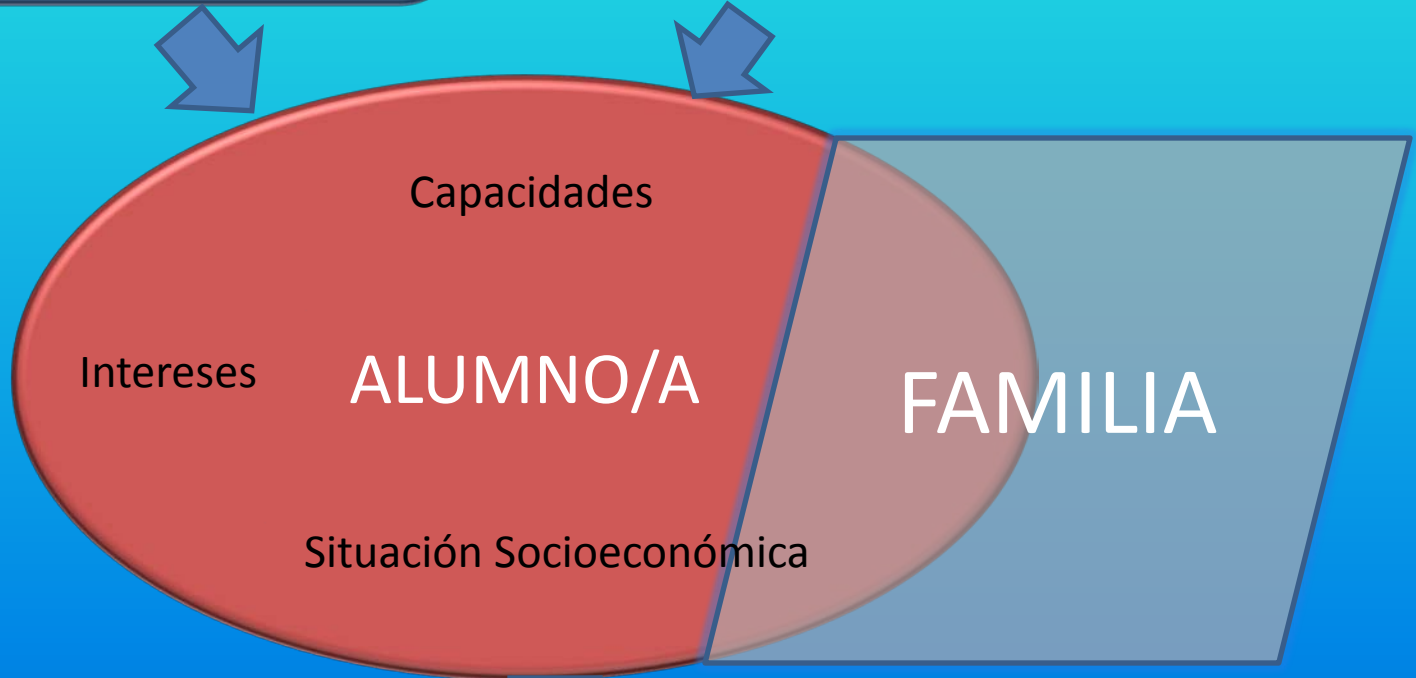 Capacidades
Intereses
ALUMNO/A
FAMILIA
Situación Socioeconómica